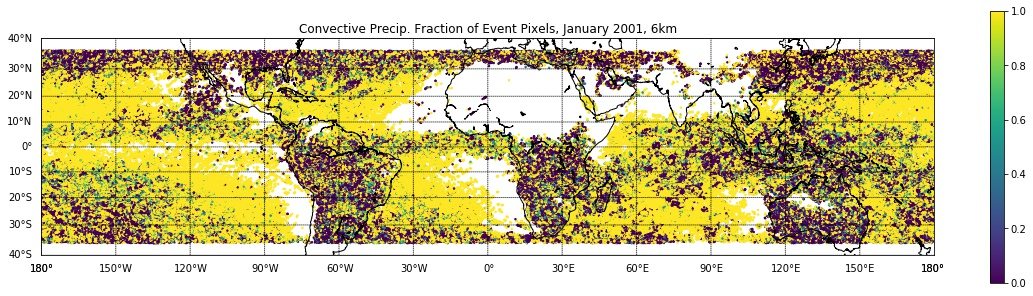 Convective Precip. Fraction of Event Pixels, January 2001, 6km
40°N
30°N
20°N
10°N
0°
10°S
20°S
30°S
40°S
180° 150°W 120°W 90°W 60°W 30°W 0° 30°E 60°E 90°E 120°E 150°E 180°
1.0
0.8
0.6
0.4
0.2
0.0